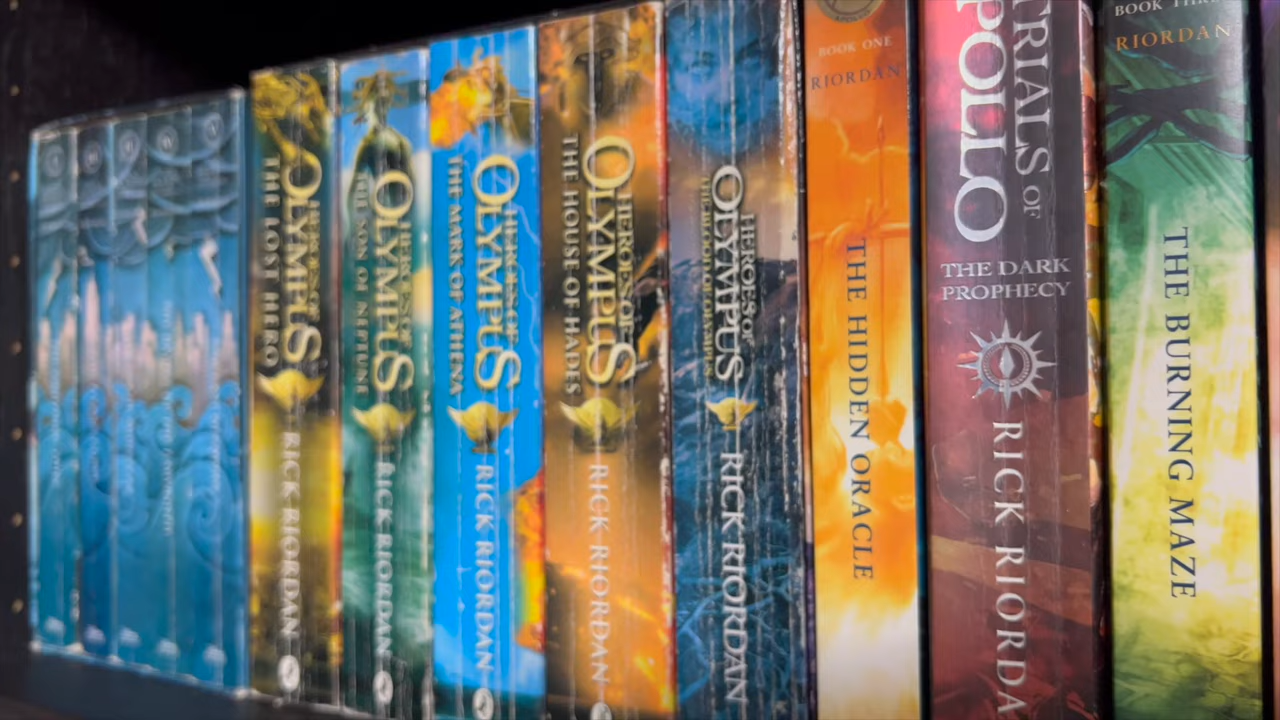 HEROES OF
OLYMPUS
THE LOST HERO
RICK RIORDAN
HEROES OF
OLYMPUS
THE SON OF NEPTUNE
RICK RIORDAN
HEROES OF
OLYMPUS
THE MARK OF ATHENA
RICK RIORDAN
HEROES OF
OLYMPUS
THE HOUSE OF HADES
RICK RIORDAN
HEROES OF
OLYMPUS
THE BLOOD OF OLYMPUS
RICK RIORDAN
BOOK ONE
RIORDAN
THE HIDDEN ORACLE
TRIALS OF
POLLO
THE DARK
PROPHECY
RICK RIORDA
BOOK THREE
RIORDAN
THE BURNING MAZE